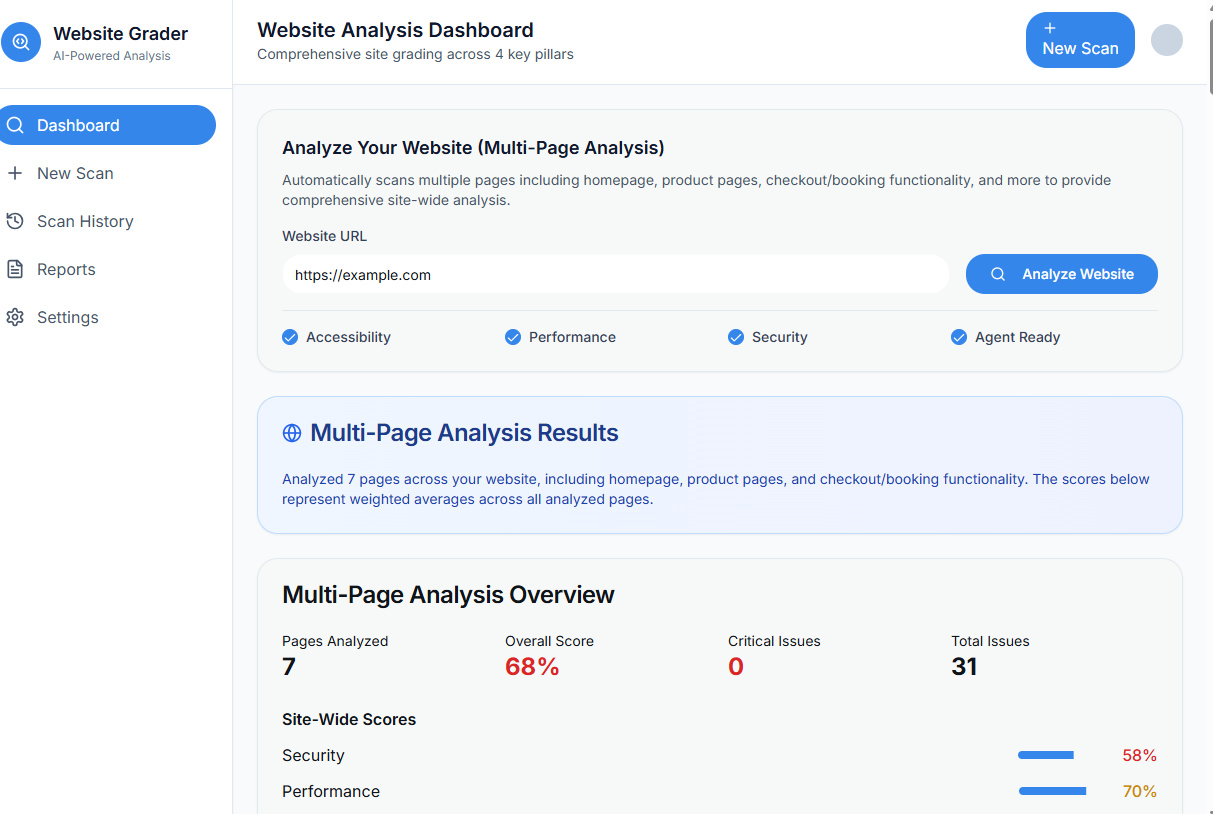 Website Grader
AI-Powered Analysis
Dashboard
New Scan
Scan History
Reports
Settings
Website Analysis Dashboard
Comprehensive site grading across 4 key pillars
New Scan
Analyze Your Website (Multi-Page Analysis)
Automatically scans multiple pages including homepage, product pages, checkout/booking functionality, and more to provide
comprehensive site-wide analysis.
Website URL
https://example.com
Analyze Website
Accessibility
Performance
Security
Agent Ready
Multi-Page Analysis Results
Analyzed 7 pages across your website, including homepage, product pages, and checkout/booking functionality. The scores below
represent weighted averages across all analyzed pages.
Multi-Page Analysis Overview
Pages Analyzed
7
Overall Score
68%
Critical Issues
0
Total Issues
31
Site-Wide Scores
Security 58%
Performance 70%